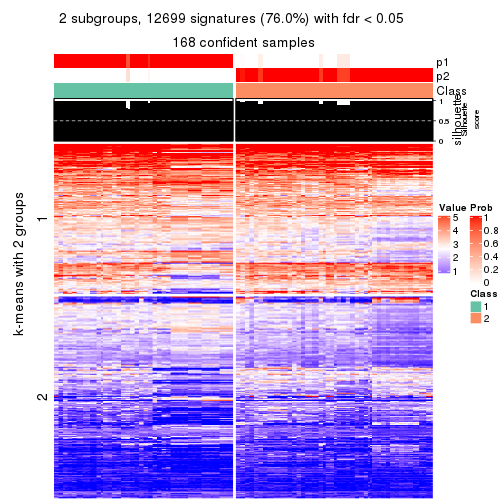 2 subgroups, 12699 signatures (76.0%) with fdr < 0.05
168 confident samples
p1
p2
Class
1
0.5
0
silhouette
Silhouette
score
k-means with 2 groups
1
2
Value
5
4
3
2
1
Prob
1
0.8
0.6
0.4
0.2
0
Class
1
2